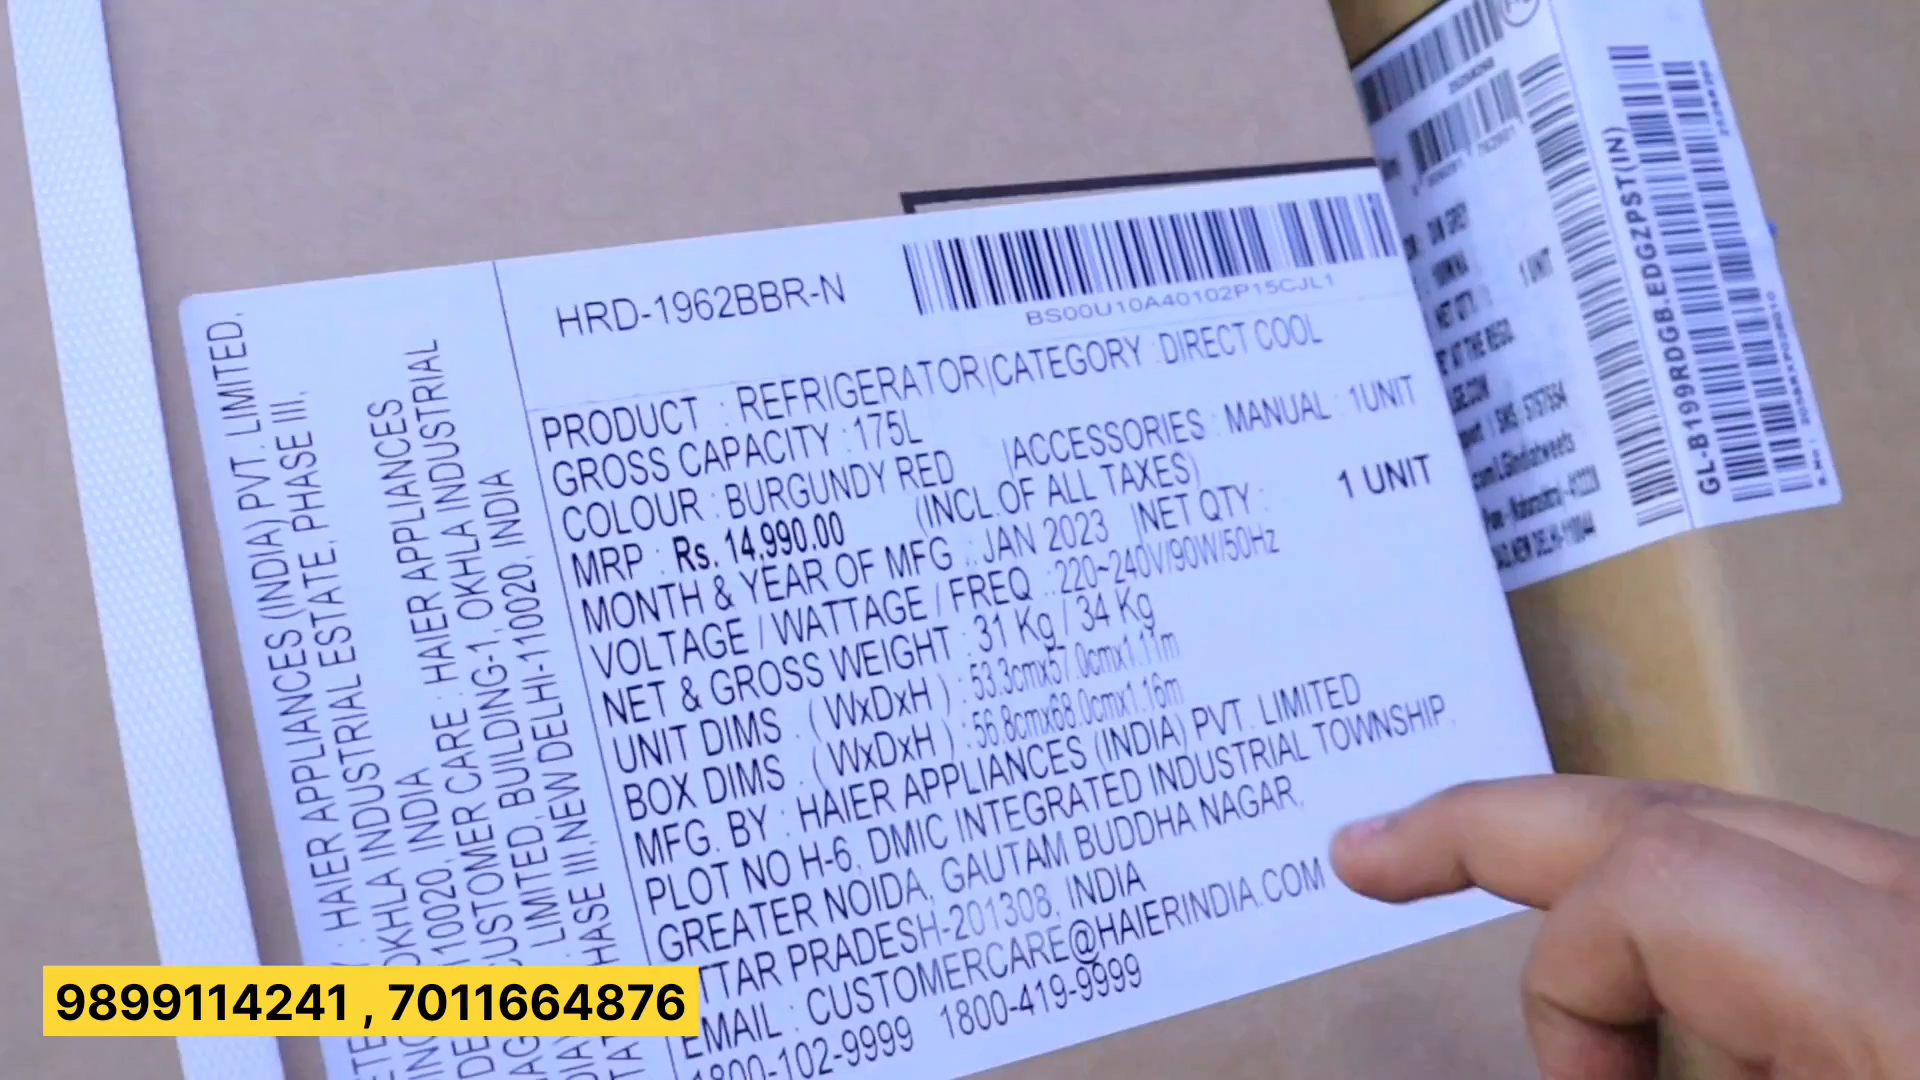 HRD-1962BBR-N
BS00U10A40102P15CJL1
PRODUCT : REFRIGERATOR|CATEGORY : DIRECT COOL
GROSS CAPACITY : 175L
COLOUR : BURGUNDY RED |ACCESSORIES : MANUAL : 1UNIT
MRP : Rs. 14,990.00 (INCL.OF ALL TAXES)
MONTH & YEAR OF MFG : JAN 2023 |NET QTY : 1 UNIT
VOLTAGE / WATTAGE / FREQ : 220~240V/90W/50Hz
NET & GROSS WEIGHT : 31 Kg / 34 Kg
UNIT DIMS (WxDxH) : 53.3cmx57.0cmx1.11m
BOX DIMS (WxDxH) : 56.8cmx68.0cmx1.16m
MFG. BY : HAIER APPLIANCES (INDIA) PVT. LIMITED
PLOT NO H-6, DMIC INTEGRATED INDUSTRIAL TOWNSHIP,
GREATER NOIDA, GAUTAM BUDDHA NAGAR,
TTAR PRADESH-201308, INDIA
EMAIL : CUSTOMERCARE@HAIERINDIA.COM
1800-102-9999 1800-419-9999
: HAIER APPLIANCES (INDIA) PVT. LIMITED,
OKHLA INDUSTRIAL ESTATE, PHASE III,
110020, INDIA
CUSTOMER CARE : HAIER APPLIANCES
LIMITED, BUILDING-1, OKHLA INDUSTRIAL
HASE III,NEW DELHI-110020, INDIA
GL-B199RDGB.EDGZPST(IN)
1 UNIT
9899114241 , 7011664876